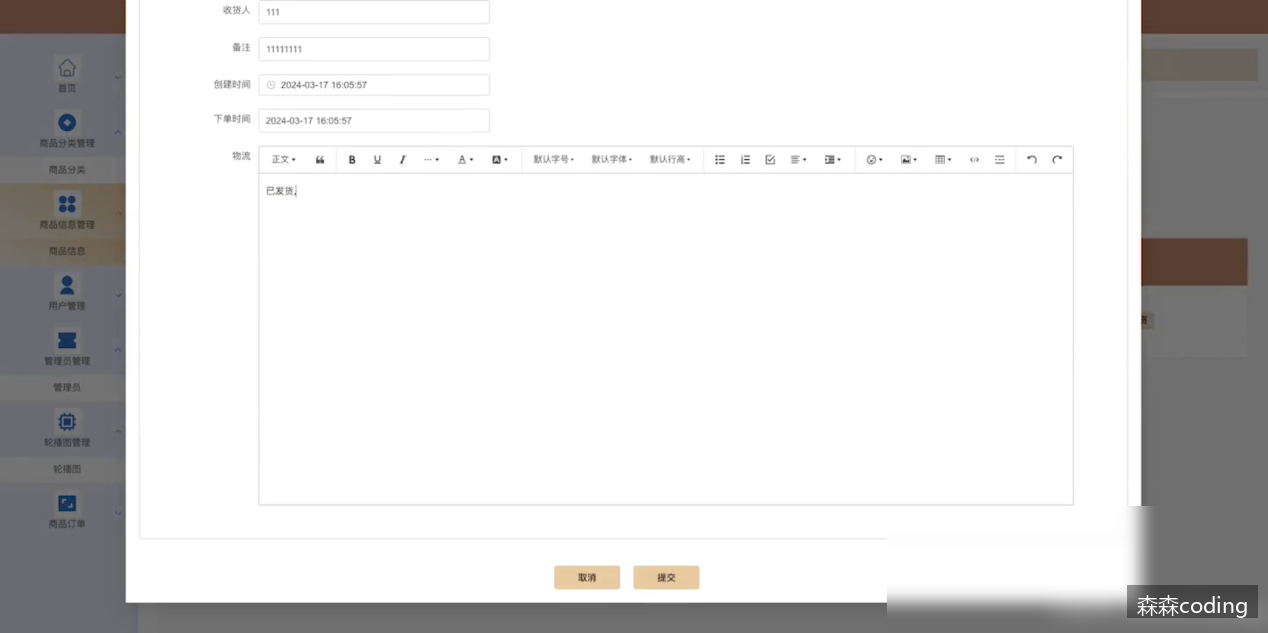 收货人 111
备注 11111111
创建时间 2024-03-17 16:05:57
下单时间 2024-03-17 16:05:57
物流 正文 B U I A A 默认字号 默认字体 默认行高
已发货,
取消 提交
首页
商品分类管理
商品分类
商品信息管理
商品信息
用户管理
管理员管理
管理员
轮播图管理
轮播图
商品订单
森森coding